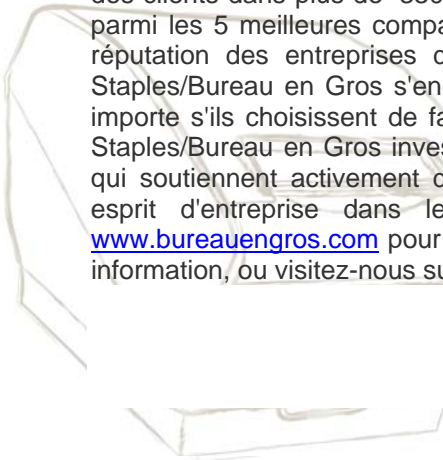 des clients dans plus de
parmi les 5 meilleures compa
réputation des entreprises d
Staples/Bureau en Gros s'en
importe s'ils choisissent de fa
Staples/Bureau en Gros inves
qui soutiennent activement d
esprit d'entreprise dans le
www.bureauengros.com pour
information, ou visitez-nous su